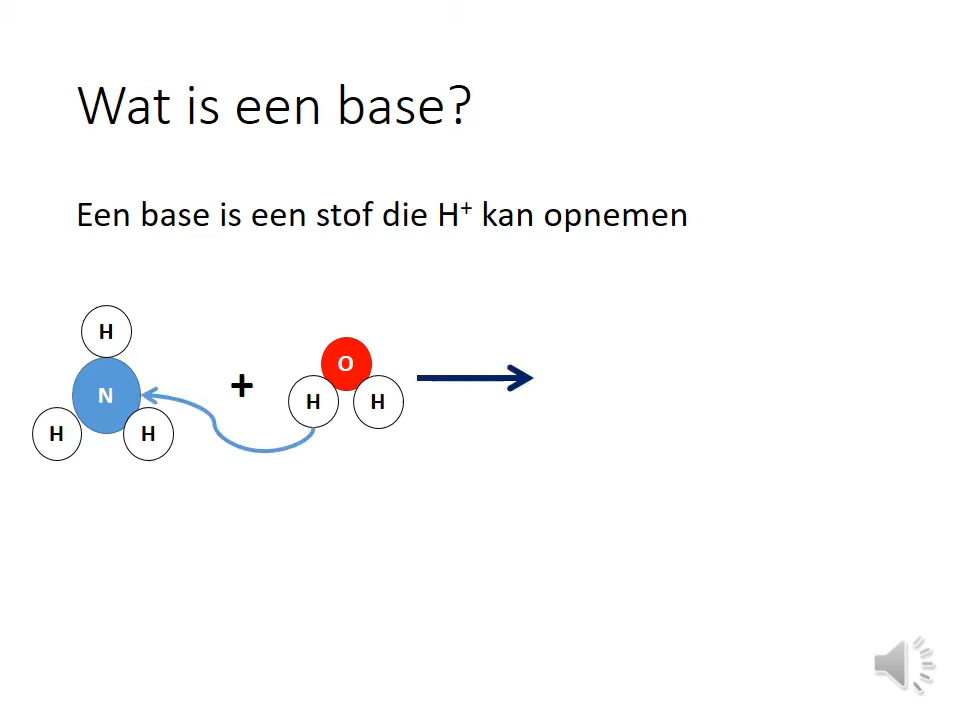 Wat is een base?
Een base is een stof die H⁺ kan opnemen
H
N
H
H
+
O
H
H